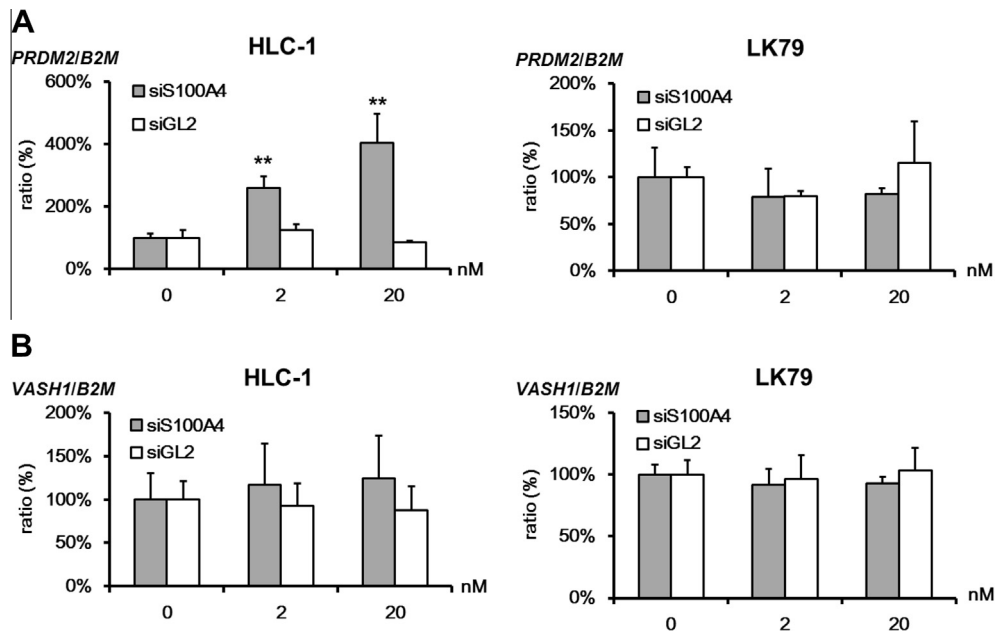 A
HLC-1
PRDM2/B2M
600%
400%
200%
0%
ratio (%)
siS100A4
siGL2
**
**
0
2
20
nM
LK79
PRDM2/B2M
200%
150%
100%
50%
0%
ratio (%)
siS100A4
siGL2
0
2
20
nM
B
HLC-1
VASH1/B2M
200%
150%
100%
50%
0%
ratio (%)
siS100A4
siGL2
0
2
20
nM
LK79
VASH1/B2M
150%
100%
50%
0%
ratio (%)
siS100A4
siGL2
0
2
20
nM